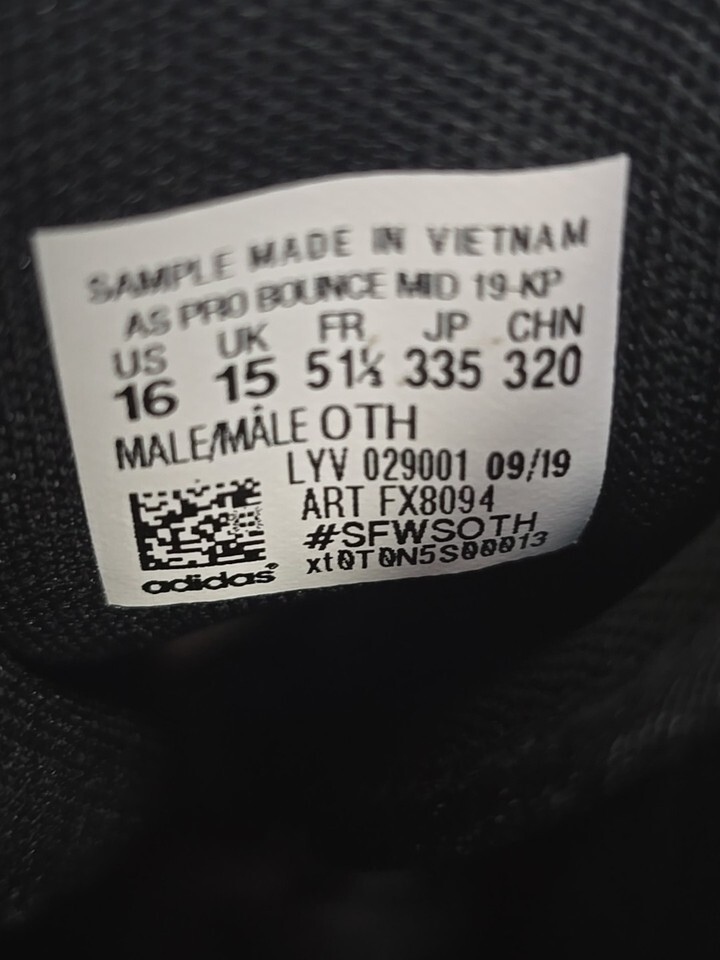 SAMPLE MADE IN VIETNAM
AS PRO BOUNCE MID 19-KP
US UK FR JP CHN
16 15 51⅓ 335 320
MALE/MÂLE OTH
LYV 029001 09/19
ART FX8094
#SFWSOTH
xt0T0N5S00013
adidas®